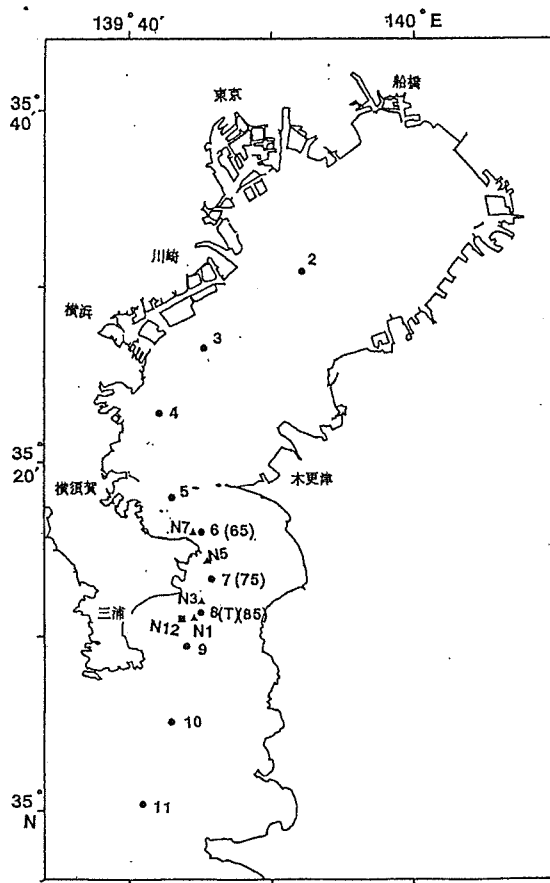 139° 40′
140° E
35° 40′
東京
船橋
川崎
2
横浜
3
4
35° 20′
横須賀
木更津
5
N7
6 (65)
N5
7 (75)
三浦
N3
8(T)(85)
N12
N1
9
10
35° N
11